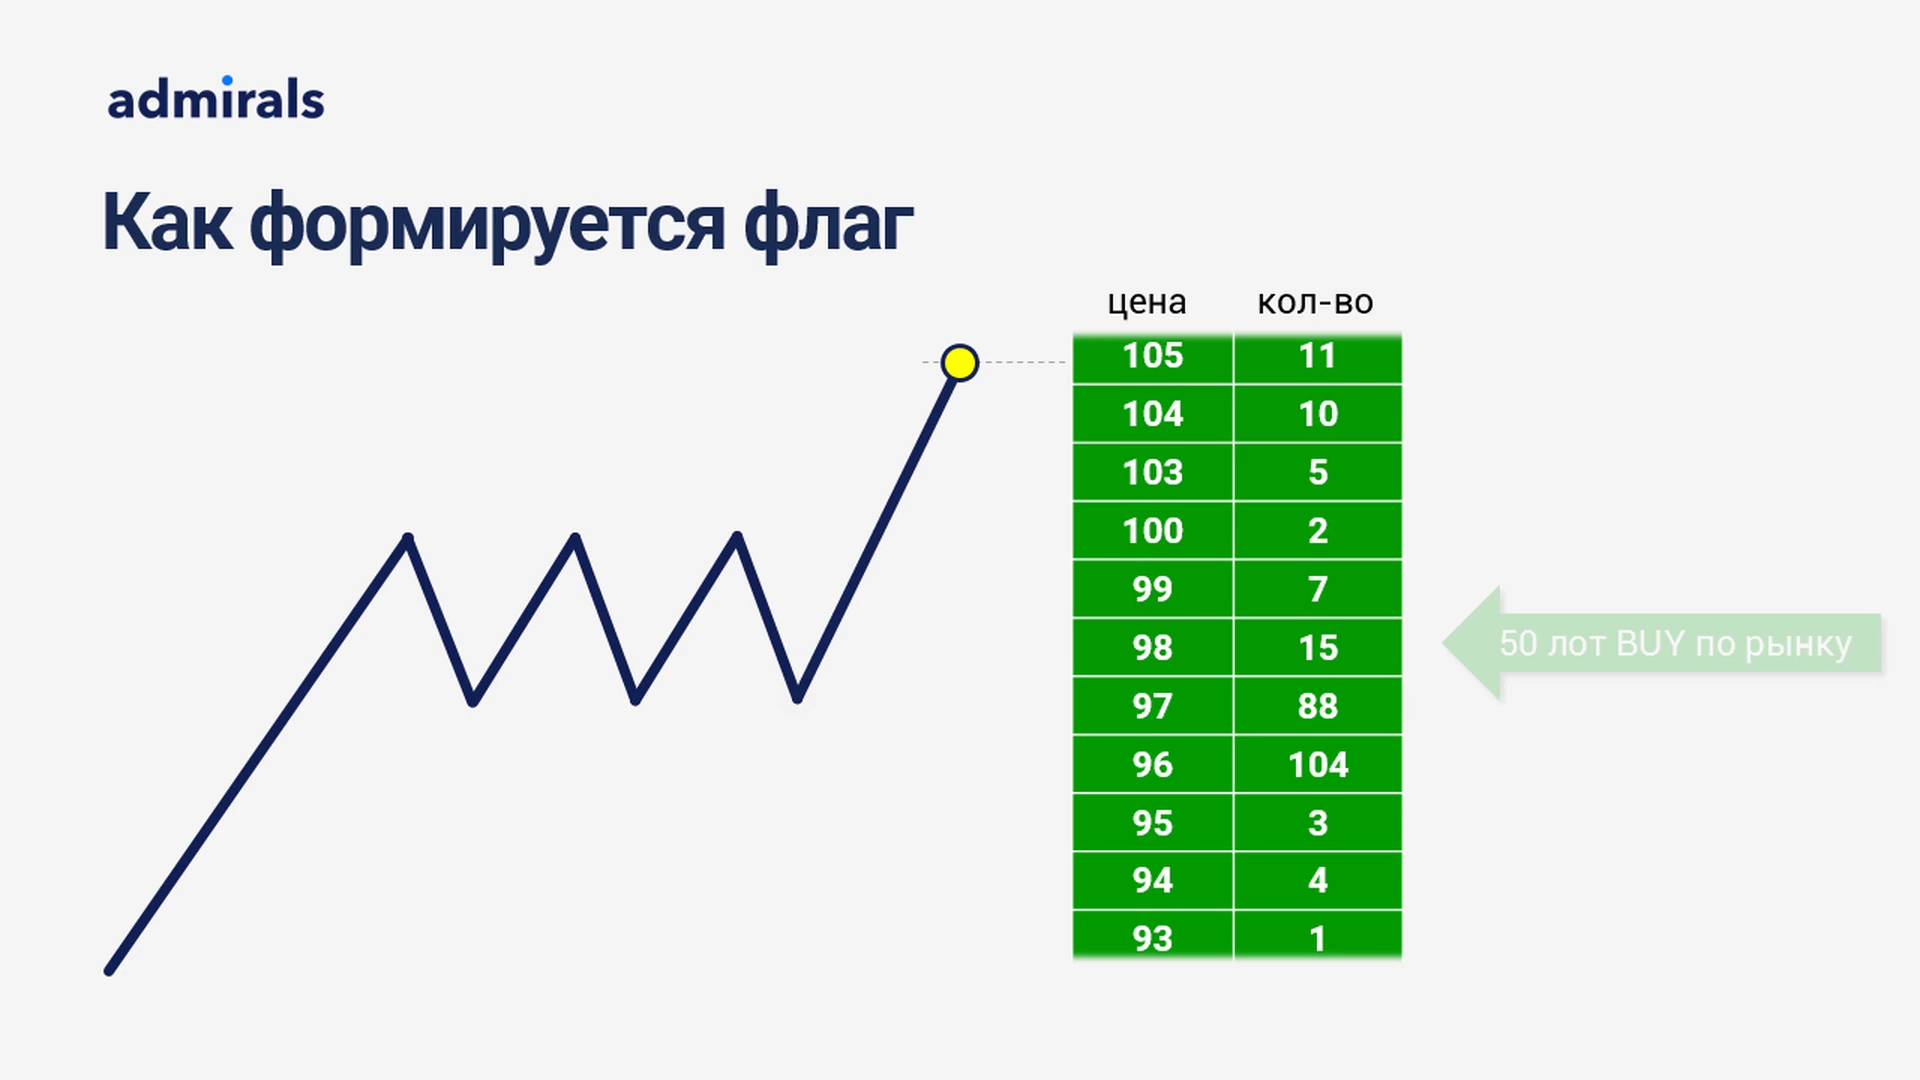 admirals
Как формируется флаг
цена кол-во
105 11
104 10
103 5
100 2
99 7
98 15
50 лот BUY по рынку
97 88
96 104
95 3
94 4
93 1